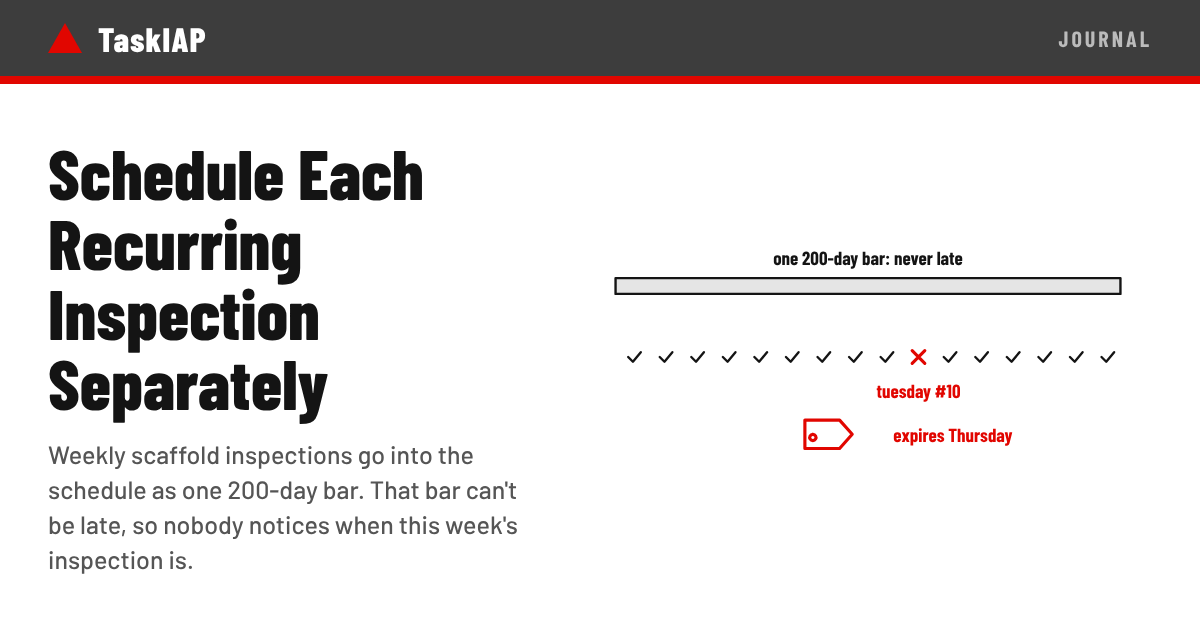 TaskIAP
JOURNAL
Schedule Each
Recurring
Inspection
Separately
Weekly scaffold inspections go into the
schedule as one 200-day bar. That bar can't
be late, so nobody notices when this week's
inspection is.
one 200-day bar: never late
tuesday #10
expires Thursday